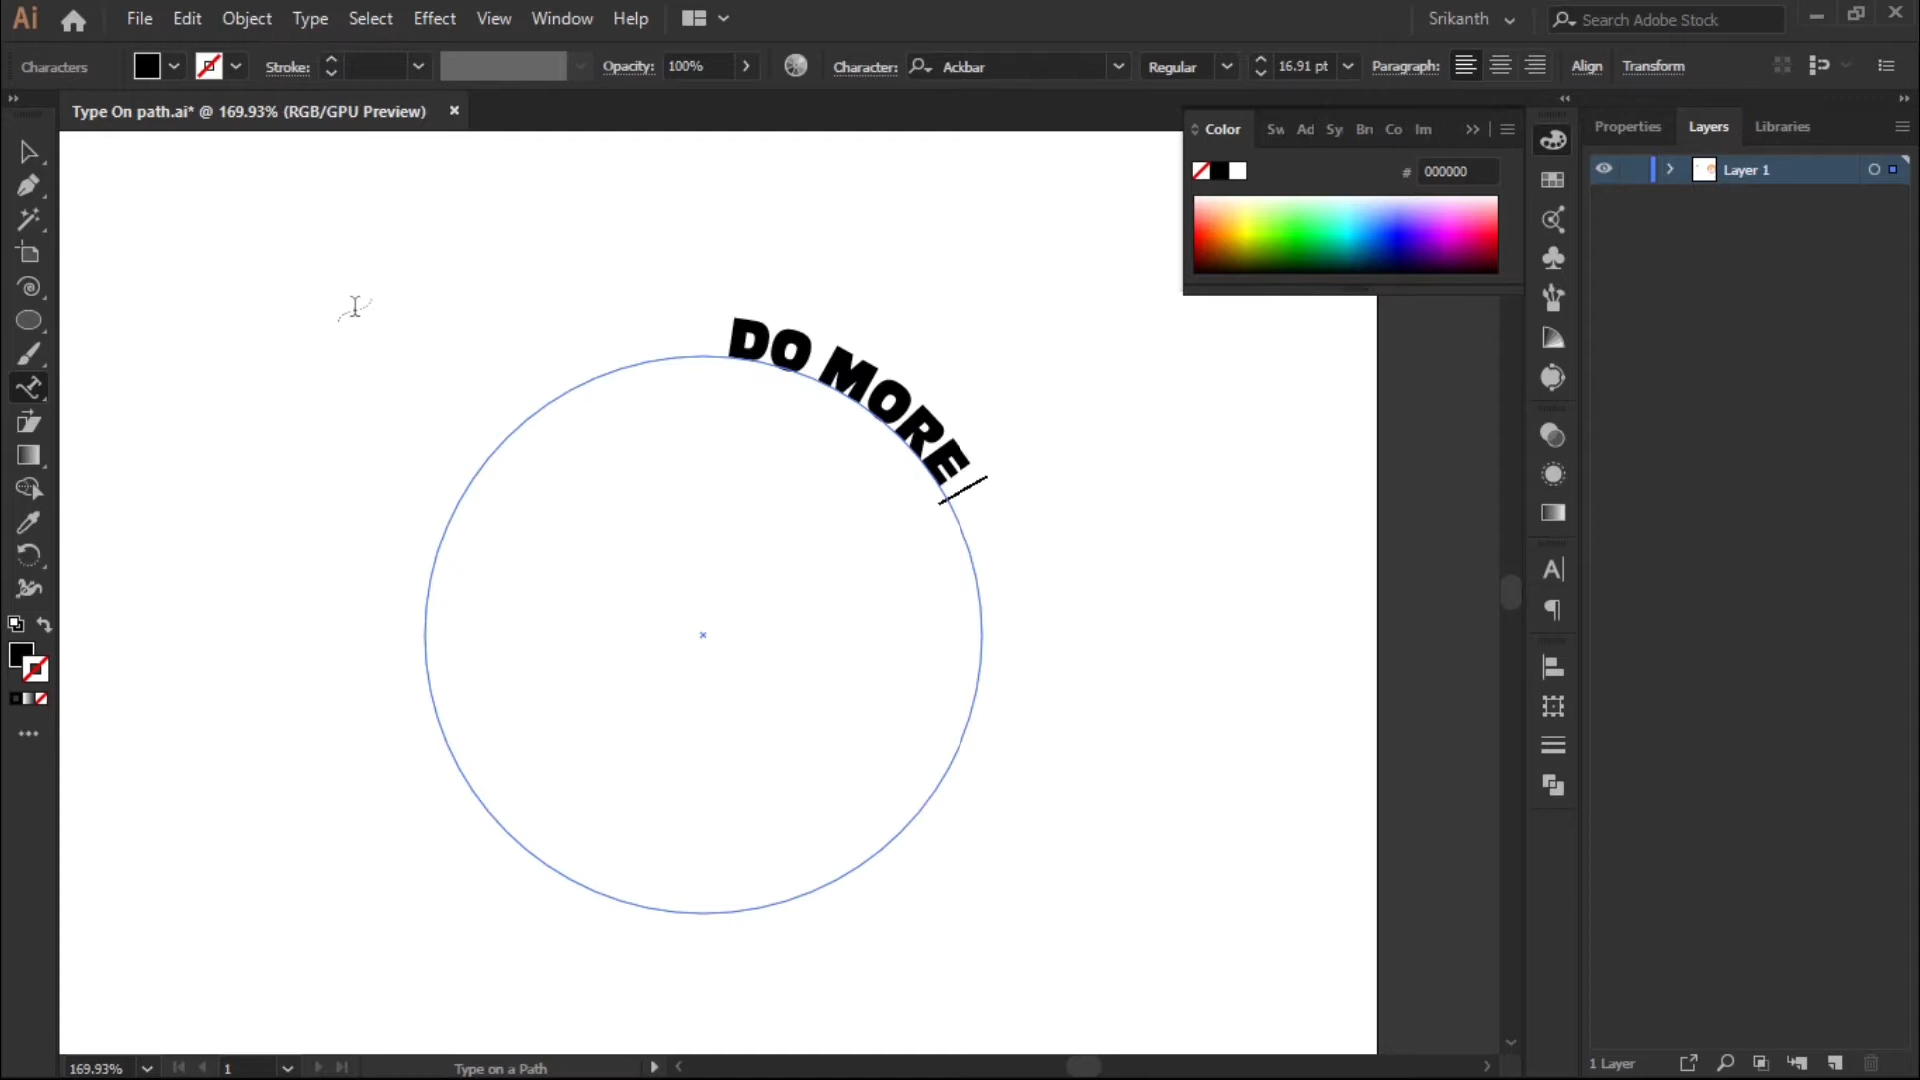 Ai File Edit Object Type Select Effect View Window Help Srikanth Search Adobe Stock
Characters Stroke: Opacity: 100% Character: Ackbar Regular 16.91 pt Paragraph: Align Transform
Type On path.ai* @ 169.93% (RGB/GPU Preview)
Color Sw Ad Sy Bn Co Im
Properties Layers Libraries
# 000000
Layer 1
DO MORE
169.93% 1 Type on a Path
1 Layer